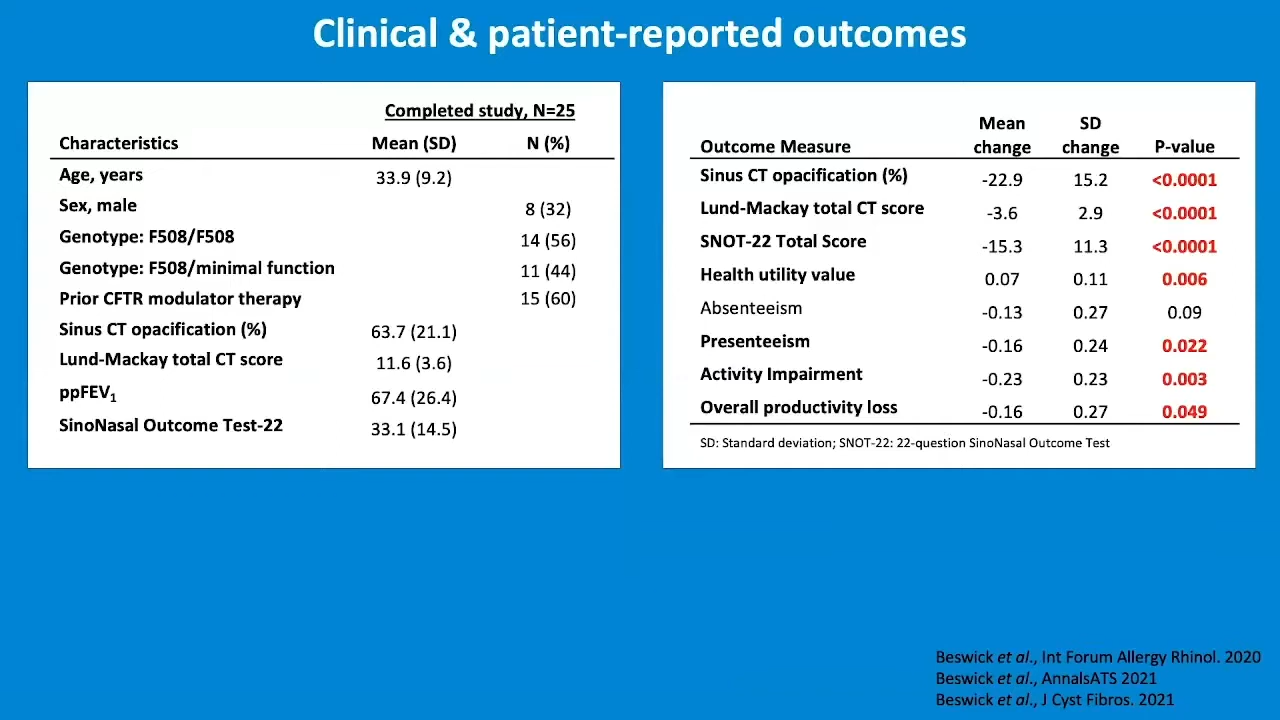 Clinical & patient-reported outcomes
Completed study, N=25
Characteristics Mean (SD) N (%)
Age, years 33.9 (9.2)
Sex, male 8 (32)
Genotype: F508/F508 14 (56)
Genotype: F508/minimal function 11 (44)
Prior CFTR modulator therapy 15 (60)
Sinus CT opacification (%) 63.7 (21.1)
Lund-Mackay total CT score 11.6 (3.6)
ppFEV1 67.4 (26.4)
SinoNasal Outcome Test-22 33.1 (14.5)
Mean SD
Outcome Measure change change P-value
Sinus CT opacification (%) -22.9 15.2 <0.0001
Lund-Mackay total CT score -3.6 2.9 <0.0001
SNOT-22 Total Score -15.3 11.3 <0.0001
Health utility value 0.07 0.11 0.006
Absenteeism -0.13 0.27 0.09
Presenteeism -0.16 0.24 0.022
Activity Impairment -0.23 0.23 0.003
Overall productivity loss -0.16 0.27 0.049
SD: Standard deviation; SNOT-22: 22-question SinoNasal Outcome Test
Beswick et al., Int Forum Allergy Rhinol. 2020
Beswick et al., AnnalsATS 2021
Beswick et al., J Cyst Fibros. 2021